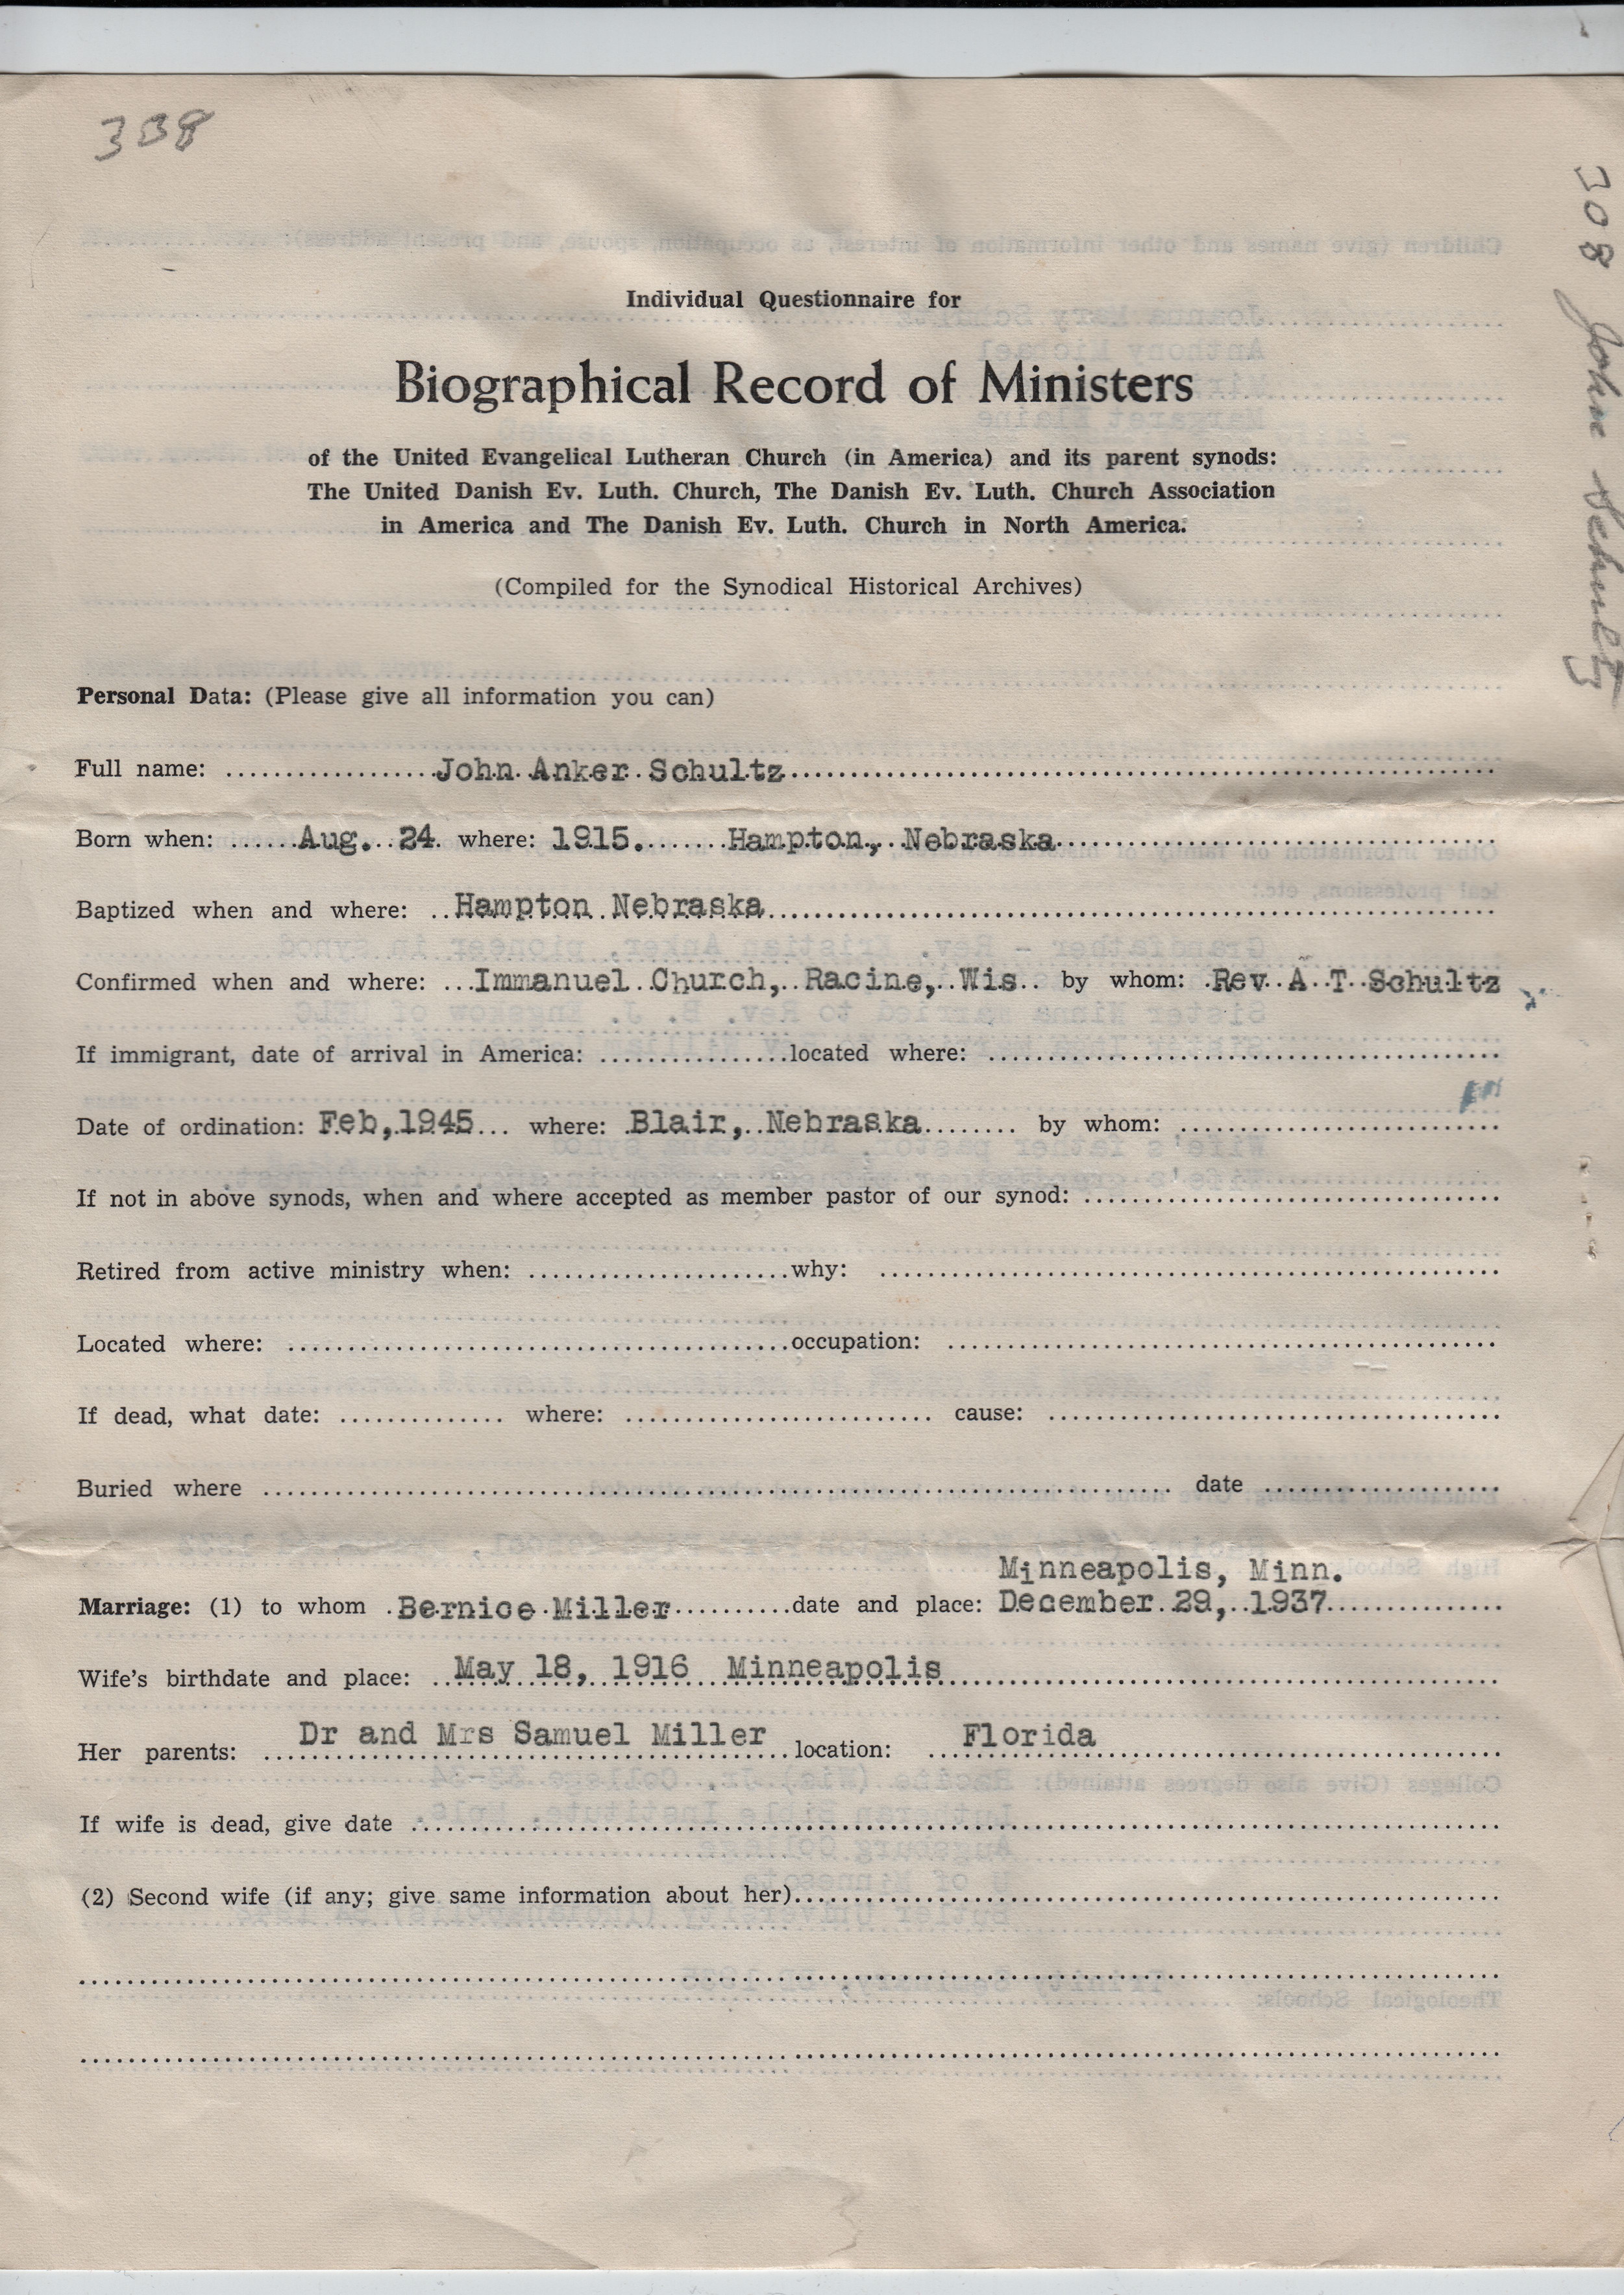 338
308 John Schultz
Individual Questionnaire for
Biographical Record of Ministers
of the United Evangelical Lutheran Church (in America) and its parent synods:
The United Danish Ev. Luth. Church, The Danish Ev. Luth. Church Association
in America and The Danish Ev. Luth. Church in North America.
(Compiled for the Synodical Historical Archives)
Personal Data: (Please give all information you can)
Full name: John Anker Schultz
Born when: Aug. 24 where: 1915. Hampton, Nebraska
Baptized when and where: Hampton Nebraska
Confirmed when and where: Immanuel Church, Racine, Wis by whom: Rev A T Schultz
If immigrant, date of arrival in America: located where:
Date of ordination: Feb, 1945 where: Blair, Nebraska by whom:
If not in above synods, when and where accepted as member pastor of our synod:
Retired from active ministry when: why:
Located where: occupation:
If dead, what date: where: cause:
Buried where date
Minneapolis, Minn.
Marriage: (1) to whom Bernice Miller date and place: December 29, 1937
Wife's birthdate and place: May 18, 1916 Minneapolis
Her parents: Dr and Mrs Samuel Miller location: Florida
If wife is dead, give date
(2) Second wife (if any; give same information about her)